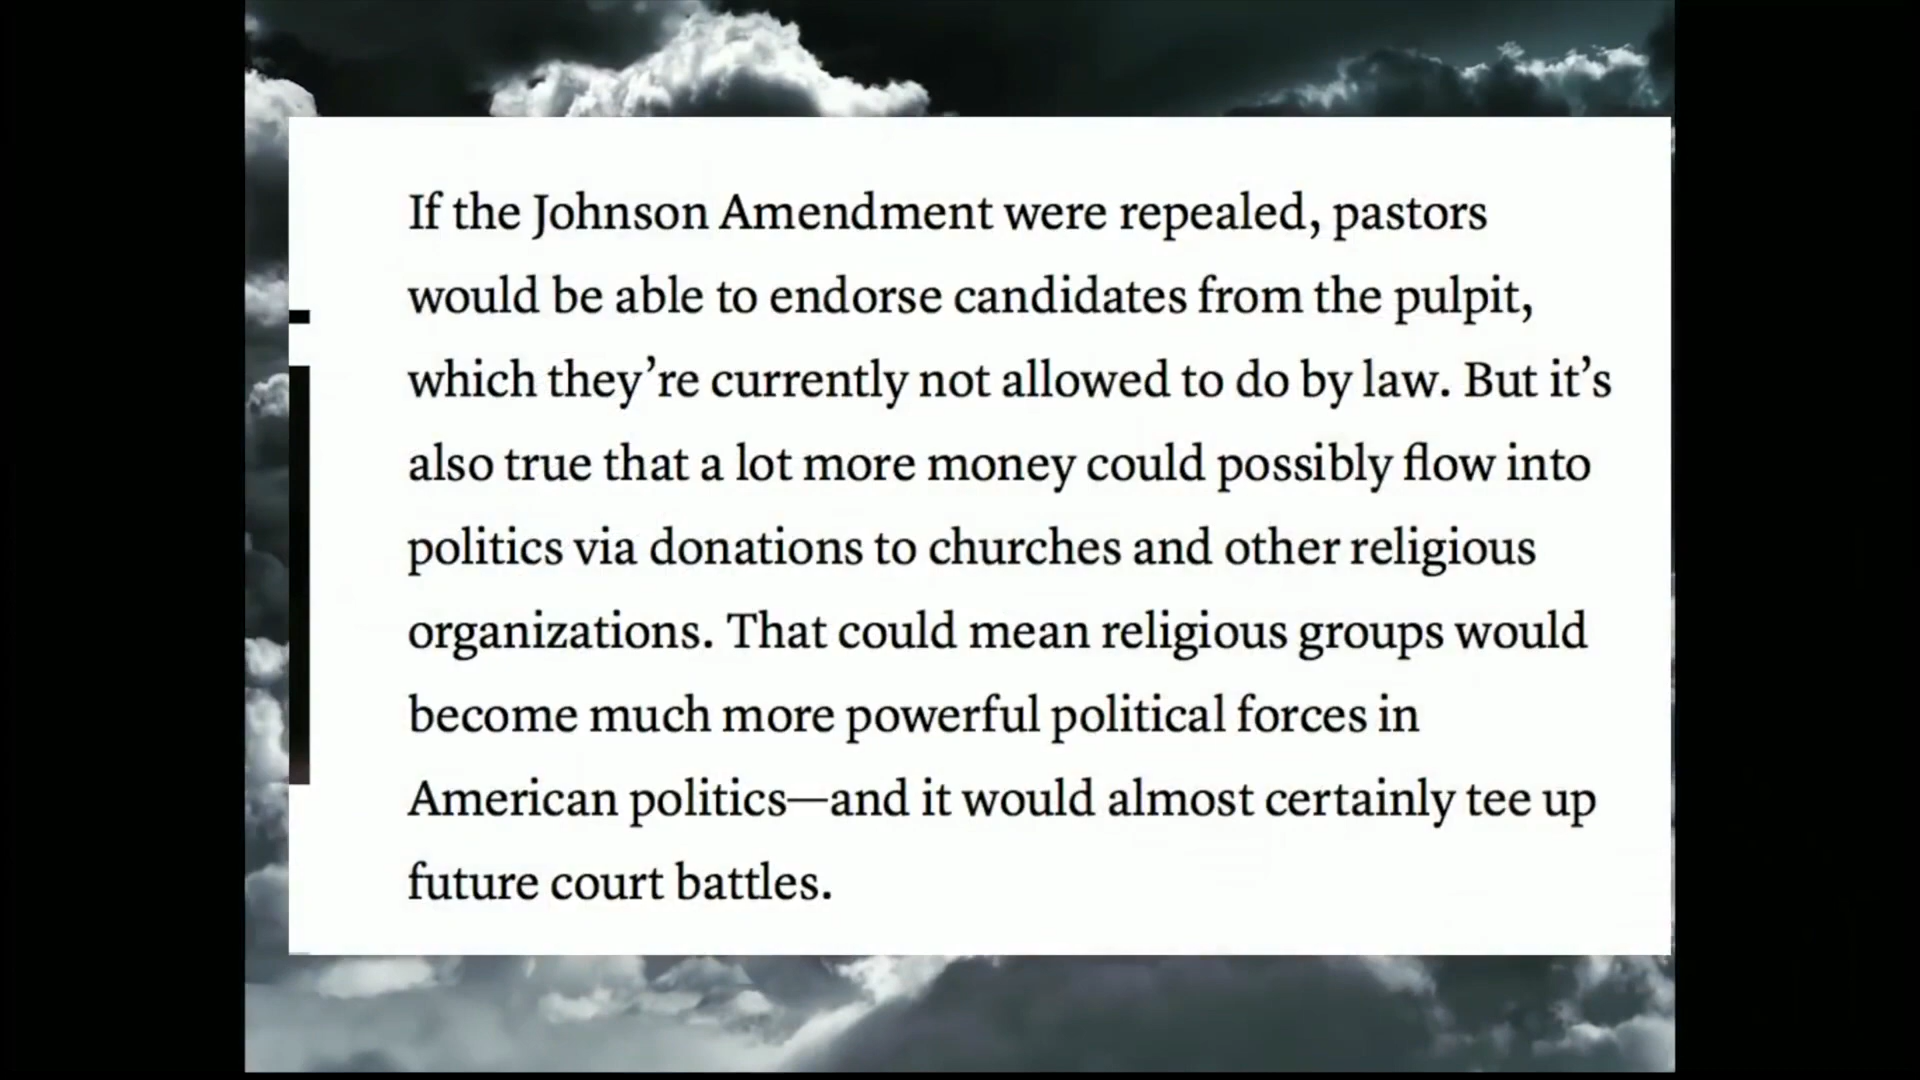 If the Johnson Amendment were repealed, pastors
would be able to endorse candidates from the pulpit,
which they’re currently not allowed to do by law. But it’s
also true that a lot more money could possibly flow into
politics via donations to churches and other religious
organizations. That could mean religious groups would
become much more powerful political forces in
American politics—and it would almost certainly tee up
future court battles.